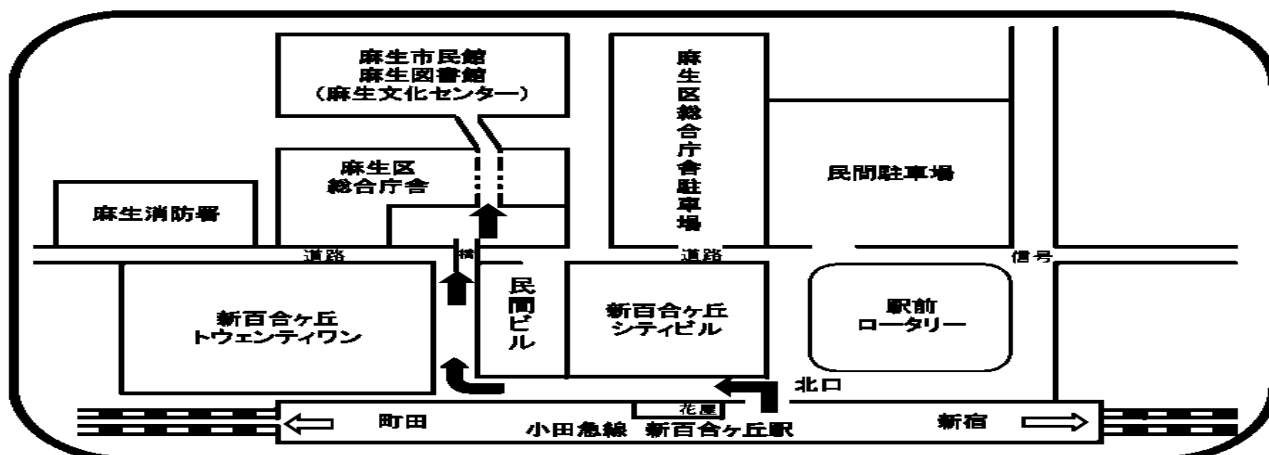 麻生市民館
麻生図書館
（麻生文化センター）
麻生区総合庁舎駐車場
麻生区
総合庁舎
民間駐車場
麻生消防署
道路
橋
道路
信号
新百合ヶ丘
トウェンティワン
民間ビル
新百合ヶ丘
シティビル
駅前
ロータリー
北口
花屋
町田
小田急線 新百合ヶ丘駅
新宿